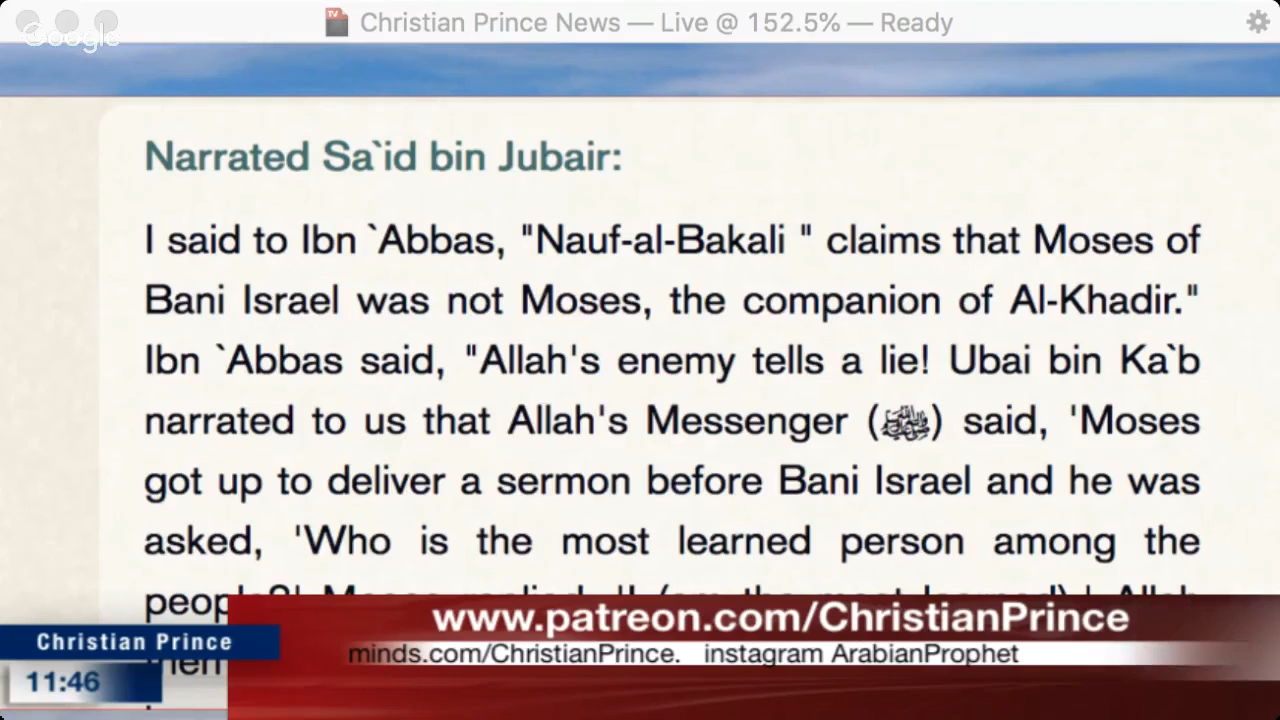 Christian Prince News — Live @ 152.5% — Ready
Google
Narrated Sa`id bin Jubair:
I said to Ibn `Abbas, "Nauf-al-Bakali " claims that Moses of
Bani Israel was not Moses, the companion of Al-Khadir."
Ibn `Abbas said, "Allah's enemy tells a lie! Ubai bin Ka`b
narrated to us that Allah's Messenger (ﷺ) said, 'Moses
got up to deliver a sermon before Bani Israel and he was
asked, 'Who is the most learned person among the
www.patreon.com/ChristianPrince
Christian Prince
minds.com/ChristianPrince. instagram ArabianProphet
11:46